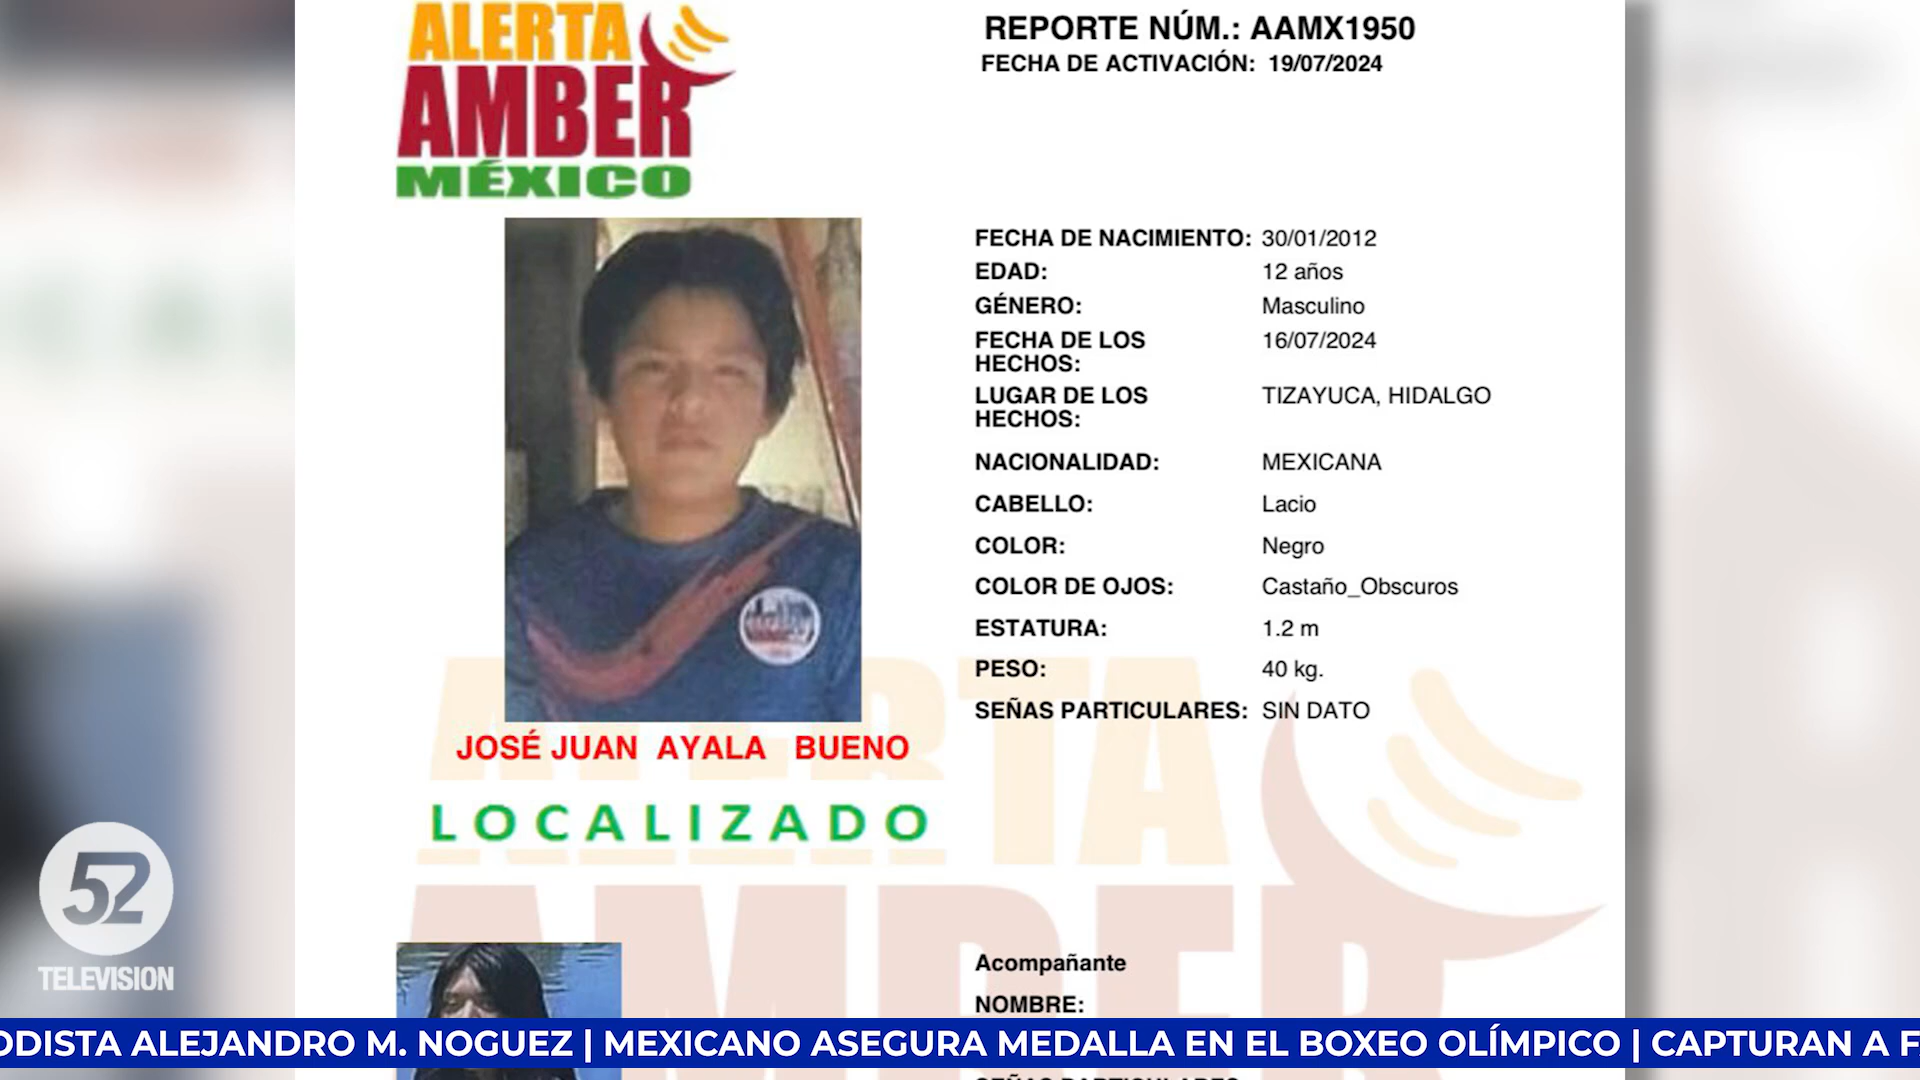 ALERTA
AMBER
MÉXICO
REPORTE NÚM.: AAMX1950
FECHA DE ACTIVACIÓN: 19/07/2024
FECHA DE NACIMIENTO: 30/01/2012
EDAD: 12 años
GÉNERO: Masculino
FECHA DE LOS HECHOS: 16/07/2024
LUGAR DE LOS HECHOS: TIZAYUCA, HIDALGO
NACIONALIDAD: MEXICANA
CABELLO: Lacio
COLOR: Negro
COLOR DE OJOS: Castaño_Obscuros
ESTATURA: 1.2 m
PESO: 40 kg.
SEÑAS PARTICULARES: SIN DATO
JOSÉ JUAN AYALA BUENO
LOCALIZADO
ALERTA
AMBER
Acompañante
NOMBRE:
SEÑAS PARTICULARES:
52
TELEVISION
ODISTA ALEJANDRO M. NOGUEZ | MEXICANO ASEGURA MEDALLA EN EL BOXEO OLÍMPICO | CAPTURAN A F